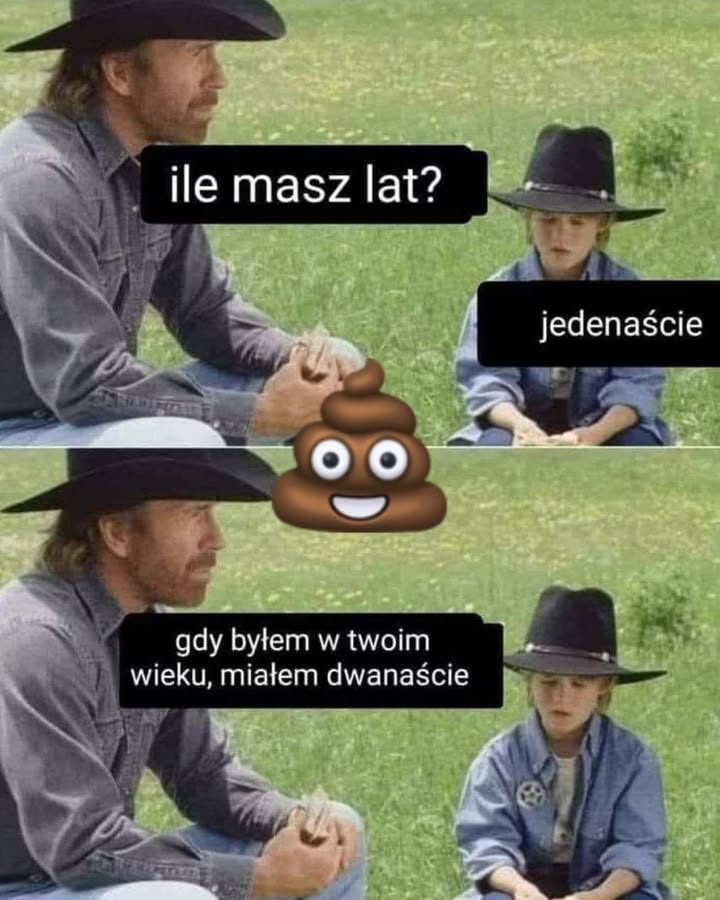 ile masz lat?
jedenaście
gdy byłem w twoim
wieku, miałem dwanaście